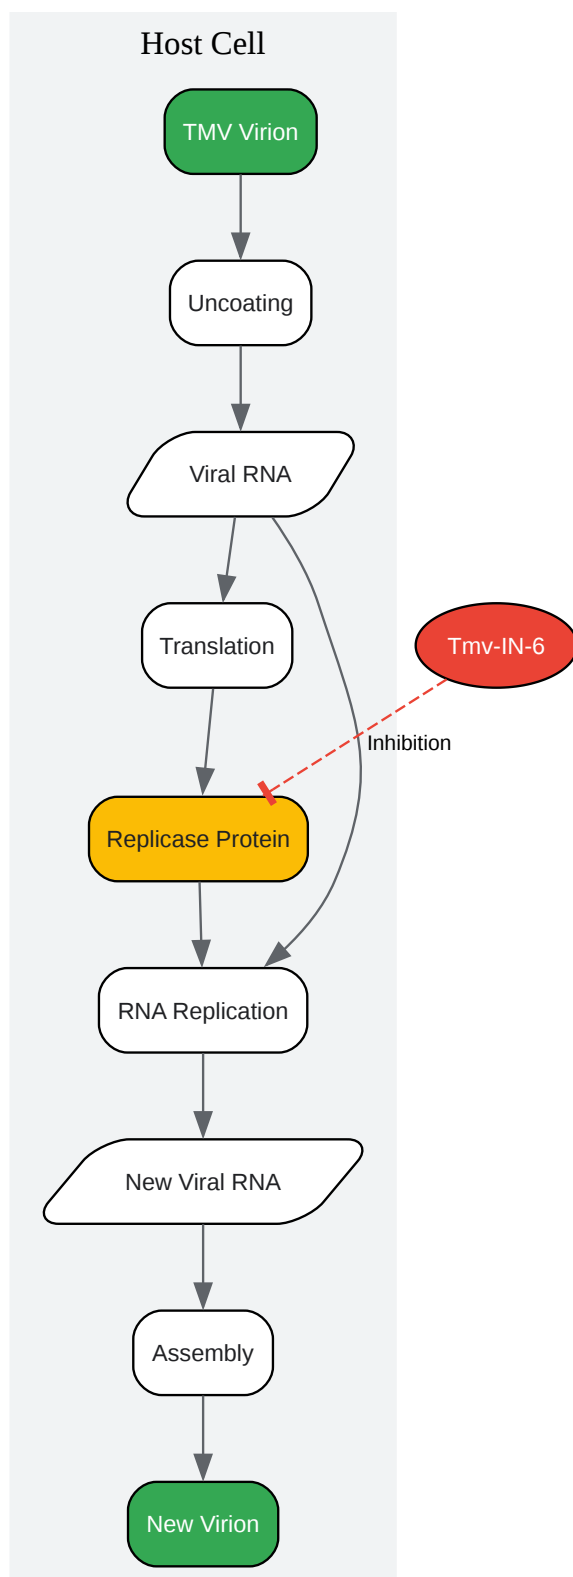 Host Cell
TMV Virion
Uncoating
Viral RNA
Translation
Tmv-IN-6
Inhibition
Replicase Protein
RNA Replication
New Viral RNA
Assembly
New Virion